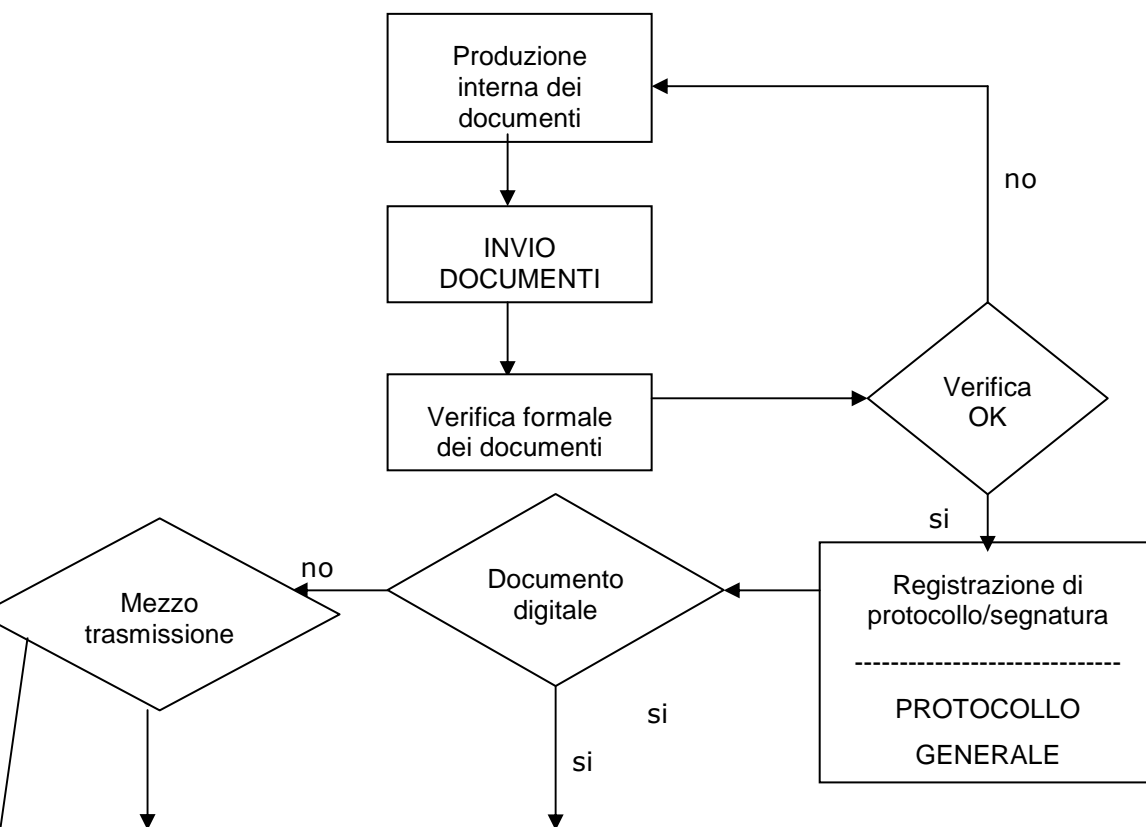 Produzione
interna dei
documenti
no
INVIO
DOCUMENTI
Verifica formale
dei documenti
Verifica
OK
si
Registrazione di
protocollo/segnatura
------------------------------
PROTOCOLLO
GENERALE
Documento
digitale
no
Mezzo
trasmissione
si
si